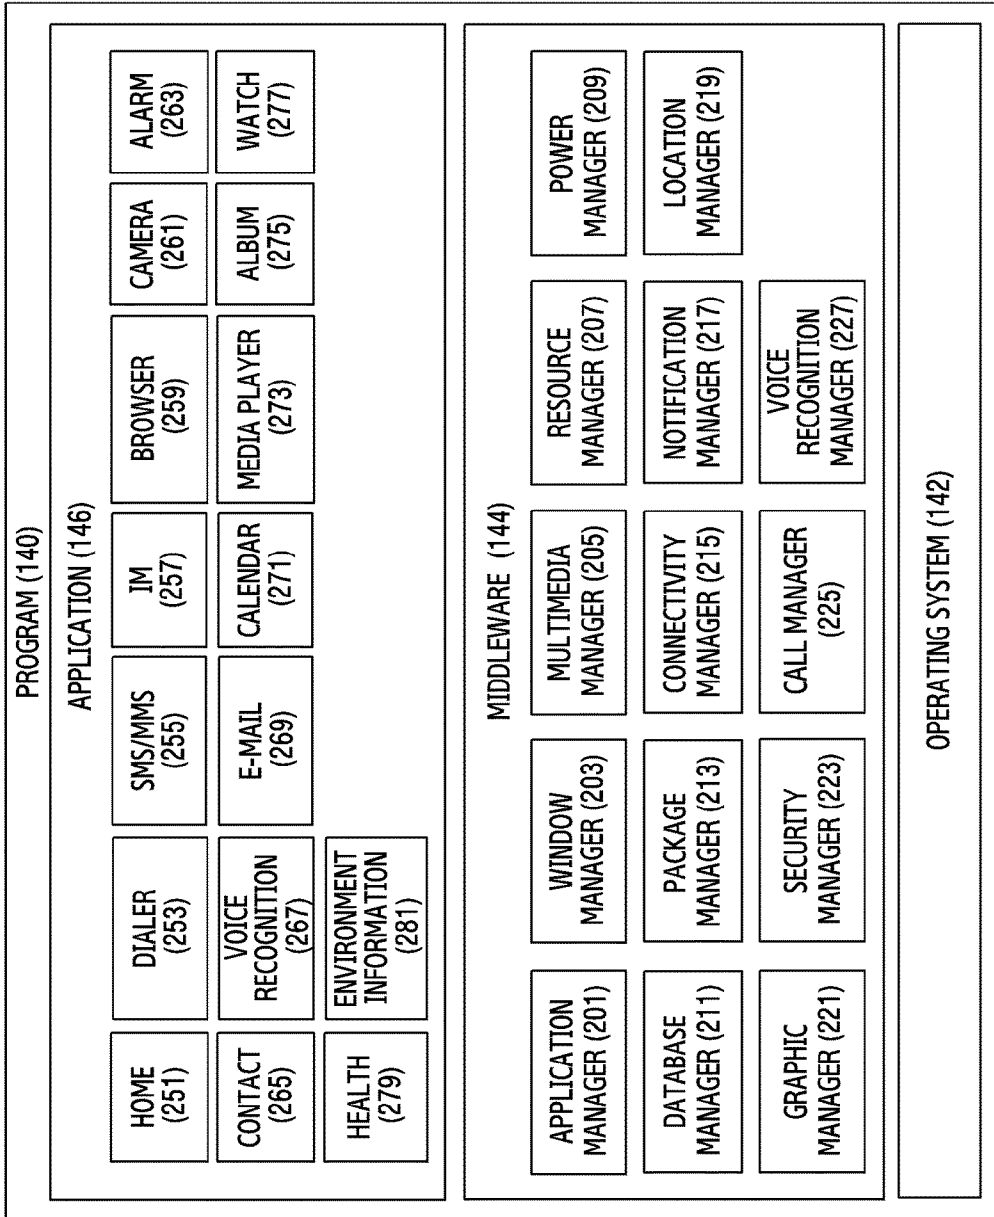 PROGRAM (140)
APPLICATION (146)
HOME
(251)
DIALER
(253)
SMS/MMS
(255)
IM
(257)
BROWSER
(259)
CAMERA
(261)
ALARM
(263)
CONTACT
(265)
VOICE
RECOGNITION
(267)
E-MAIL
(269)
CALENDAR
(271)
MEDIA PLAYER
(273)
ALBUM
(275)
WATCH
(277)
HEALTH
(279)
ENVIRONMENT
INFORMATION
(281)
MIDDLEWARE (144)
APPLICATION
MANAGER (201)
WINDOW
MANAGER (203)
MULTIMEDIA
MANAGER (205)
RESOURCE
MANAGER (207)
POWER
MANAGER (209)
DATABASE
MANAGER (211)
PACKAGE
MANAGER (213)
CONNECTIVITY
MANAGER (215)
NOTIFICATION
MANAGER (217)
LOCATION
MANAGER (219)
GRAPHIC
MANAGER (221)
SECURITY
MANAGER (223)
CALL MANAGER
(225)
VOICE
RECOGNITION
MANAGER (227)
OPERATING SYSTEM (142)